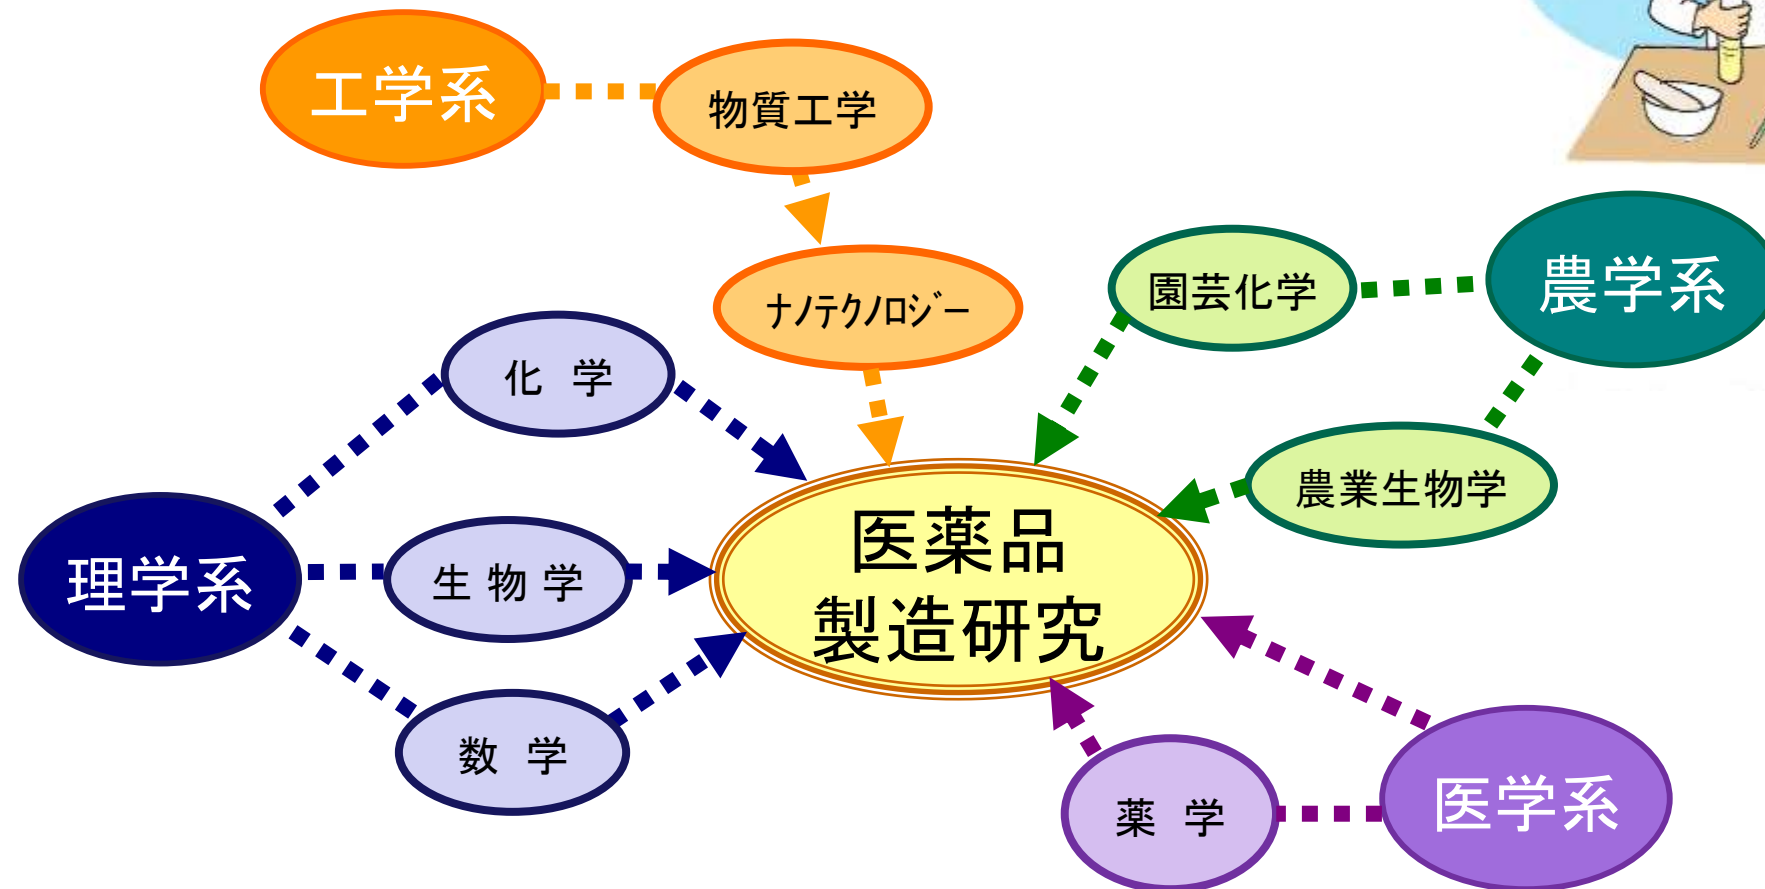 工学系
物質工学
ﾅﾉﾃｸﾉﾛｼﾞｰ
園芸化学
農学系
化 学
農業生物学
理学系
生 物 学
医薬品
製造研究
数 学
薬 学
医学系